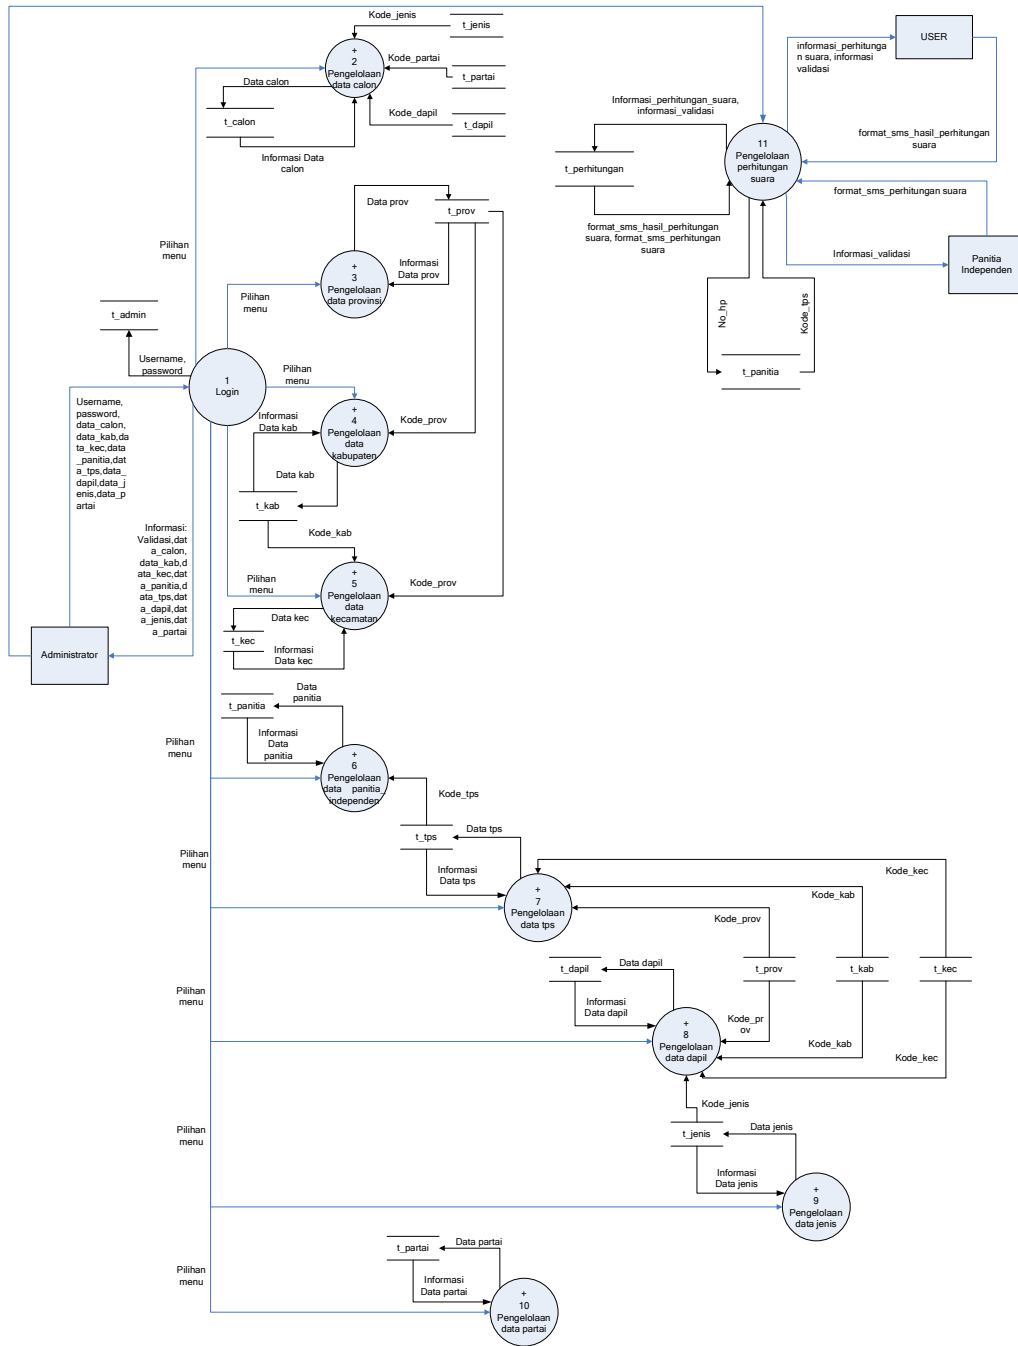 Kode_jenis
t_jenis
+
2
Pengelolaan
data calon
Kode_partai
t_partai
Data calon
t_calon
Kode_dapil
t_dapil
Informasi Data
calon
USER
informasi_perhitunga
n suara, informasi
validasi
Informasi_perhitungan_suara,
informasi_validasi
format_sms_hasil_perhitungan
suara
11
Pengelolaan
perhitungan
suara
t_perhitungan
format_sms_perhitungan suara
format_sms_hasil_perhitungan
suara, format_sms_perhitungan
suara
Informasi_validasi
Panitia
Independen
No_hp
Kode_tps
t_panitia
Data prov
t_prov
Pilihan
menu
+
3
Pengelolaan
data provinsi
Informasi
Data prov
Pilihan
menu
t_admin
Username,
password
1
Login
Pilihan
menu
Username,
password,
data_calon,
data_kab,da
ta_kec,data
_panitia,dat
a_tps,data_
dapil,data_j
enis,data_p
artai
Informasi
Data kab
+
4
Pengelolaan
data
kabupaten
Kode_prov
Data kab
t_kab
Kode_kab
Informasi:
Validasi,dat
a_calon,
data_kab,d
ata_kec,dat
a_panitia,d
ata_tps,dat
a_dapil,dat
a_jenis,dat
a_partai
Pilihan
menu
+
5
Pengelolaan
data
kecamatan
Kode_prov
Data kec
t_kec
Informasi
Data kec
Administrator
Data
panitia
t_panitia
Informasi
Data
panitia
Pilihan
menu
+
6
Pengelolaan
data panitia_
independen
Kode_tps
t_tps
Data tps
Informasi
Data tps
Pilihan
menu
+
7
Pengelolaan
data tps
Kode_kec
Kode_kab
Kode_prov
t_dapil
Data dapil
t_prov
t_kab
t_kec
Informasi
Data dapil
Pilihan
menu
+
8
Pengelolaan
data dapil
Kode_pr
ov
Kode_kab
Kode_kec
Kode_jenis
t_jenis
Data jenis
Informasi
Data jenis
Pilihan
menu
+
9
Pengelolaan
data jenis
t_partai
Data partai
Informasi
Data partai
Pilihan
menu
+
10
Pengelolaan
data partai